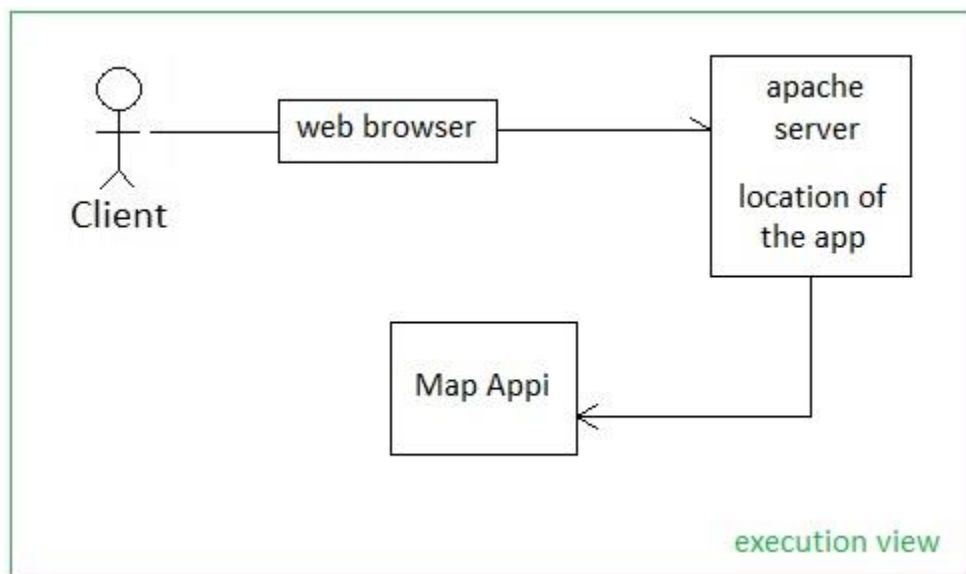 web browser
apache
server
location of
the app
Client
Map Appi
execution view